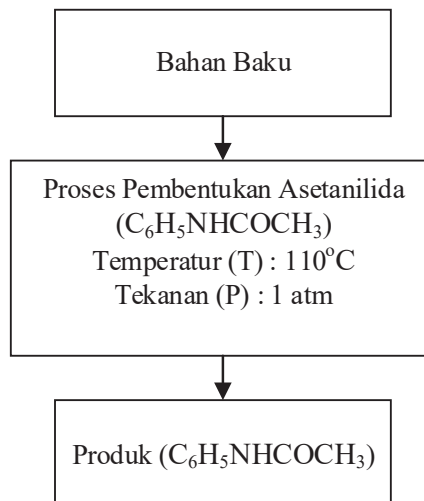 Bahan Baku
Proses Pembentukan Asetanilida
(C₆H₅NHCOCH₃)
Temperatur (T) : 110°C
Tekanan (P) : 1 atm
Produk (C₆H₅NHCOCH₃)